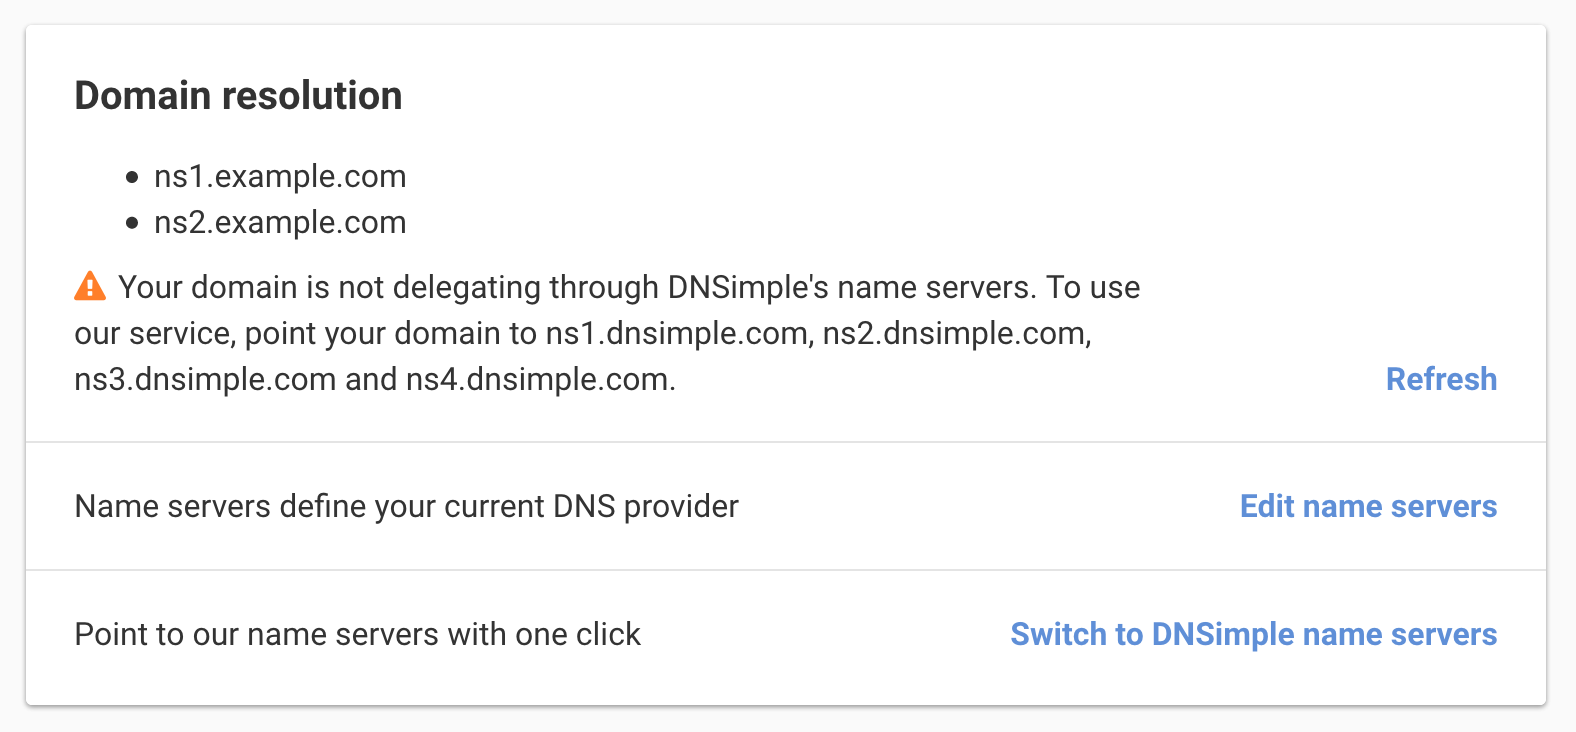 Domain resolution
ns1.example.com
ns2.example.com
Your domain is not delegating through DNSimple's name servers. To use
our service, point your domain to ns1.dnsimple.com, ns2.dnsimple.com,
ns3.dnsimple.com and ns4.dnsimple.com.
Refresh
Name servers define your current DNS provider
Edit name servers
Point to our name servers with one click
Switch to DNSimple name servers